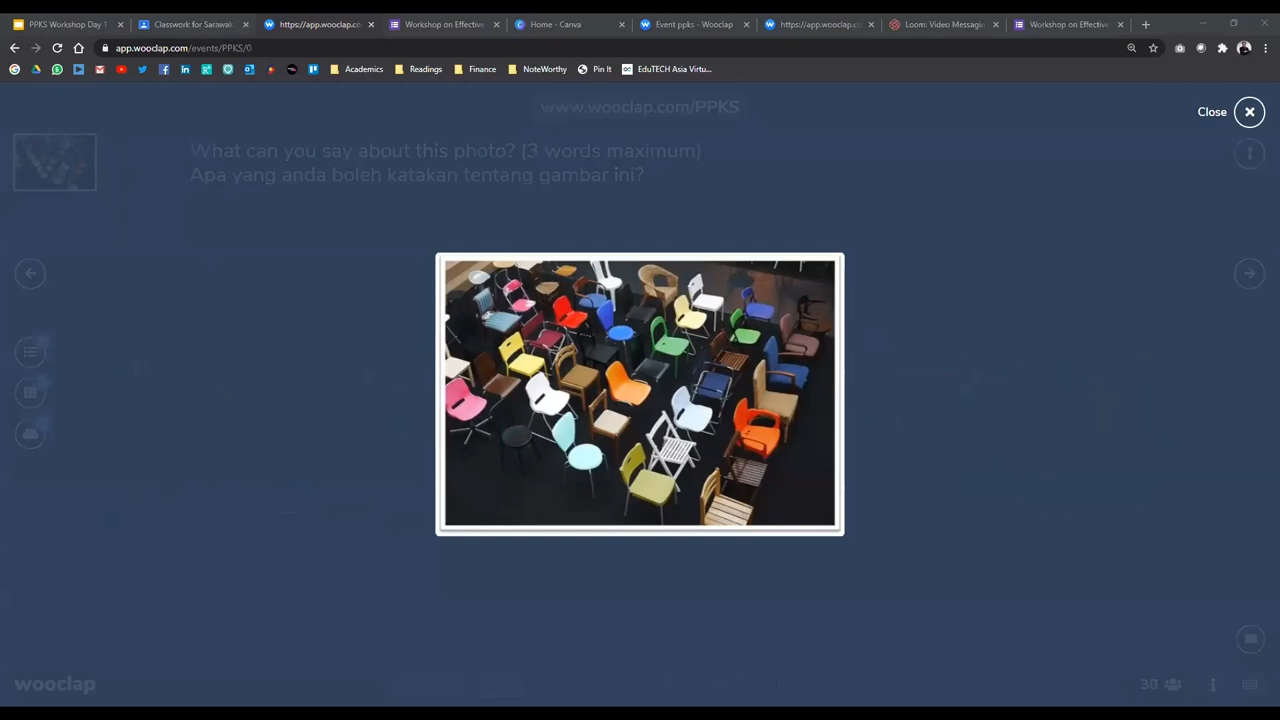 PPKS Workshop Day 1
Classwork for Sarawak
https://app.wooclap.co
Workshop on Effective
Home - Canva
Event ppks - Wooclap
https://app.wooclap.co
Loom: Video Messagin
Workshop on Effective
app.wooclap.com/events/PPKS/0
Academics
Readings
Finance
NoteWorthy
Pin It
EduTECH Asia Virtu...
www.wooclap.com/PPKS
Close
What can you say about this photo? (3 words maximum)
Apa yang anda boleh katakan tentang gambar ini?
wooclap